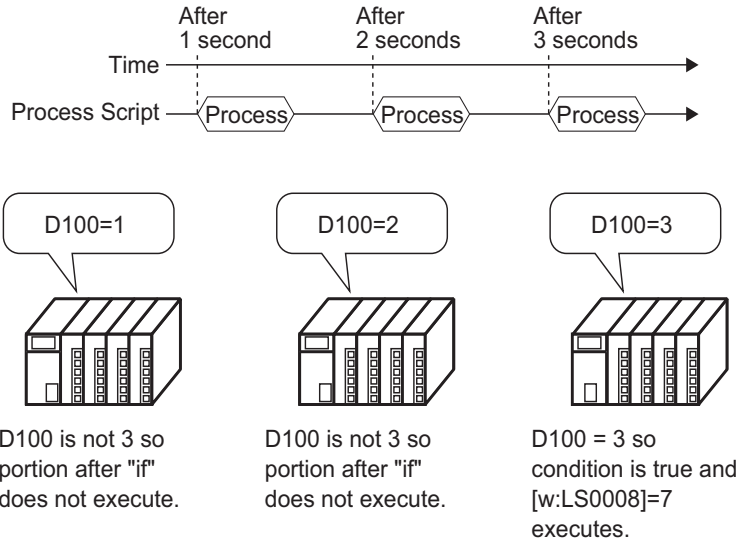 After
1 second
After
2 seconds
After
3 seconds
Time
Process Script
Process
Process
Process
D100=1
D100=2
D100=3
D100 is not 3 so
portion after "if"
does not execute.
D100 is not 3 so
portion after "if"
does not execute.
D100 = 3 so
condition is true and
[w:LS0008]=7
executes.